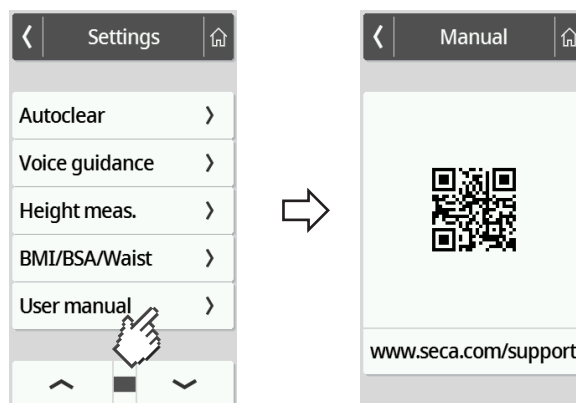 Settings
Autoclear
Voice guidance
Height meas.
BMI/BSA/Waist
User manual
Manual
www.seca.com/support